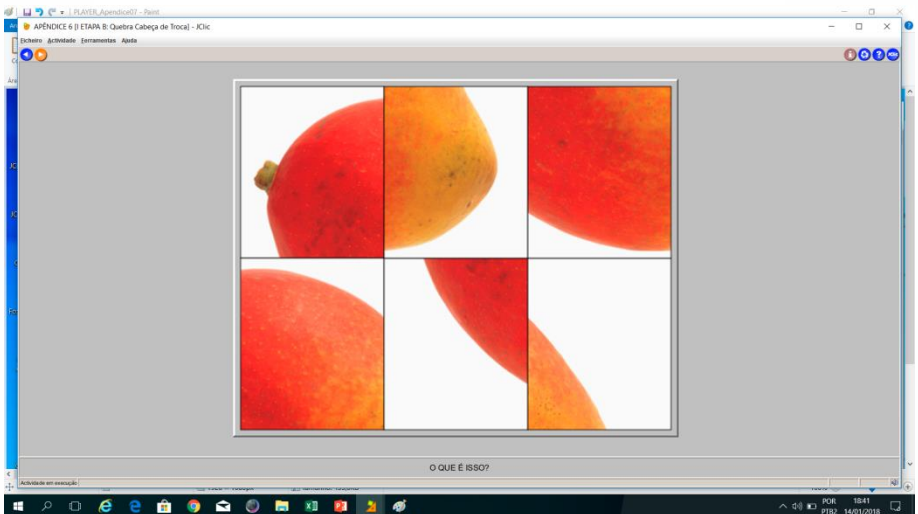 PLAYER_Apendice07 - Paint
APÊNDICE 6 (I ETAPA B: Quebra Cabeça de Troca) - JClic
Ficheiro Actividade Ferramentas Ajuda
O QUE É ISSO?
Actividade em execução
POR 18:41
PTB2 14/01/2018